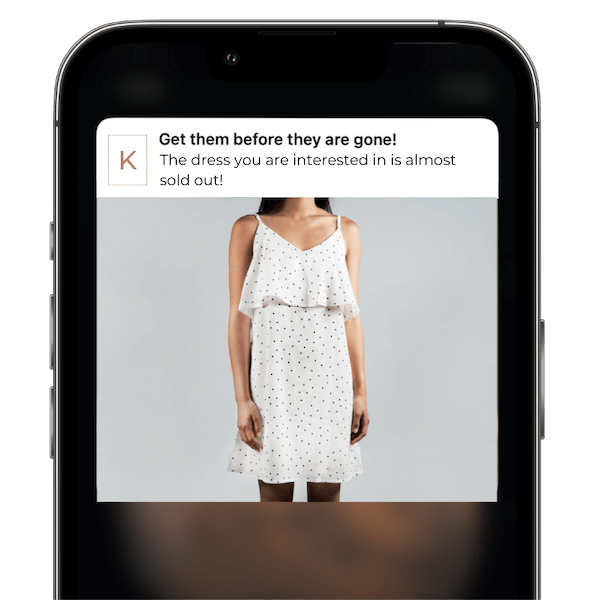 K
Get them before they are gone!
The dress you are interested in is almost
sold out!